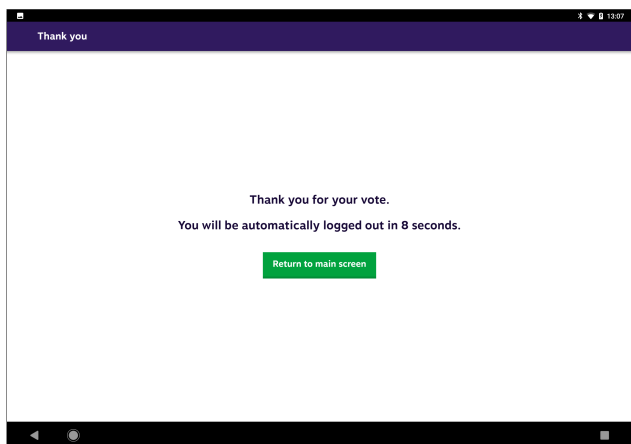 13:07
Thank you
Thank you for your vote.
You will be automatically logged out in 8 seconds.
Return to main screen